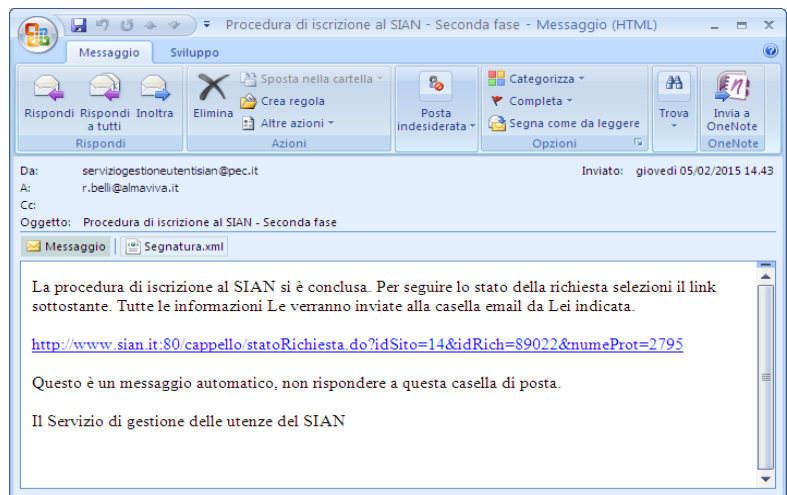 Procedura di iscrizione al SIAN - Seconda fase - Messaggio (HTML)
Messaggio Sviluppo
Rispondi Rispondi a tutti Inoltra
Rispondi
Elimina
Sposta nella cartella
Crea regola
Altre azioni
Azioni
Posta indesiderata
Categorizza
Completa
Segna come da leggere
Opzioni
Trova
Invia a OneNote
OneNote
Da: serviziogestioneutentisian@pec.it Inviato: giovedì 05/02/2015 14.43
A: r.belli@almaviva.it
Cc:
Oggetto: Procedura di iscrizione al SIAN - Seconda fase
Messaggio Segnatura.xml
La procedura di iscrizione al SIAN si è conclusa. Per seguire lo stato della richiesta selezioni il link
sottostante. Tutte le informazioni Le verranno inviate alla casella email da Lei indicata.
http://www.sian.it:80/cappello/statoRichiesta.do?idSito=14&idRich=89022&numeProt=2795
Questo è un messaggio automatico, non rispondere a questa casella di posta.
Il Servizio di gestione delle utenze del SIAN